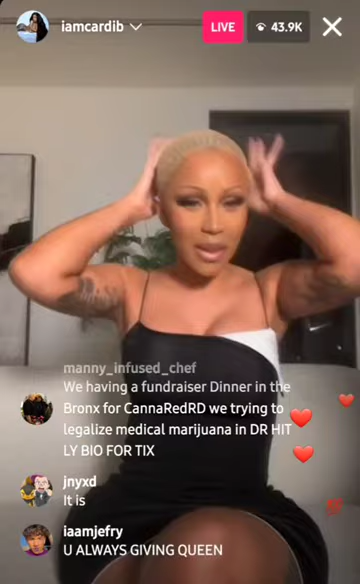 iamcardib
LIVE
43.9K
manny_infused_chef
We having a fundraiser Dinner in the
Bronx for CannaRedRD we trying to
legalize medical marijuana in DR HIT
LY BIO FOR TIX
jnyxd
It is
iaamjefry
U ALWAYS GIVING QUEEN